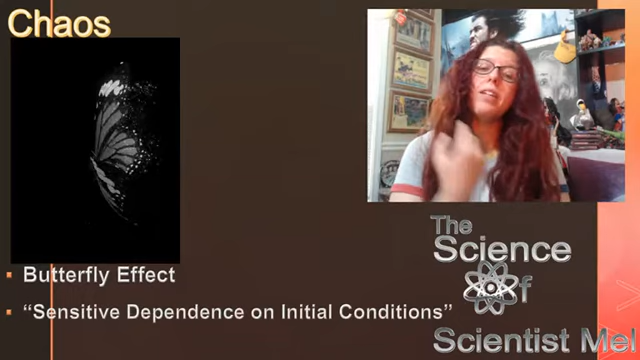 Chaos
Butterfly Effect
“Sensitive Dependence on Initial Conditions”
The
Science
Of
Scientist Mel